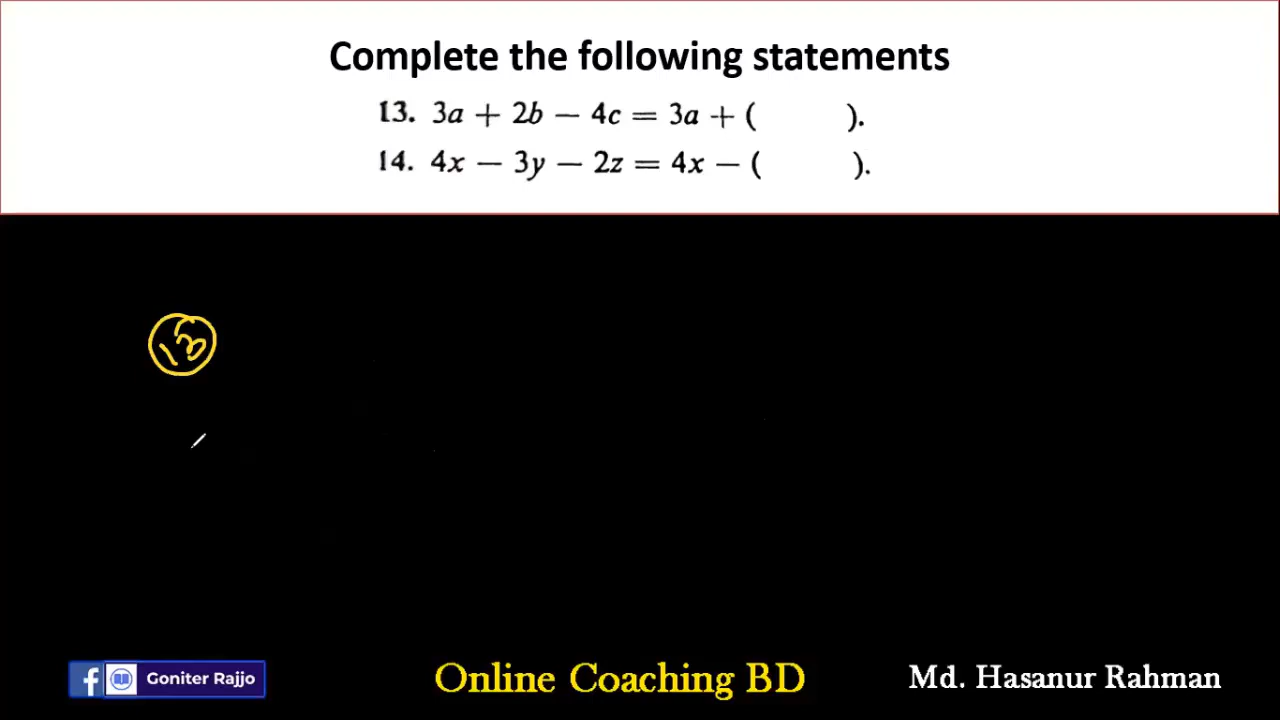 Complete the following statements
13. 3a + 2b − 4c = 3a + ( ).
14. 4x − 3y − 2z = 4x − ( ).
13
Goniter Rajjo
Online Coaching BD
Md. Hasanur Rahman